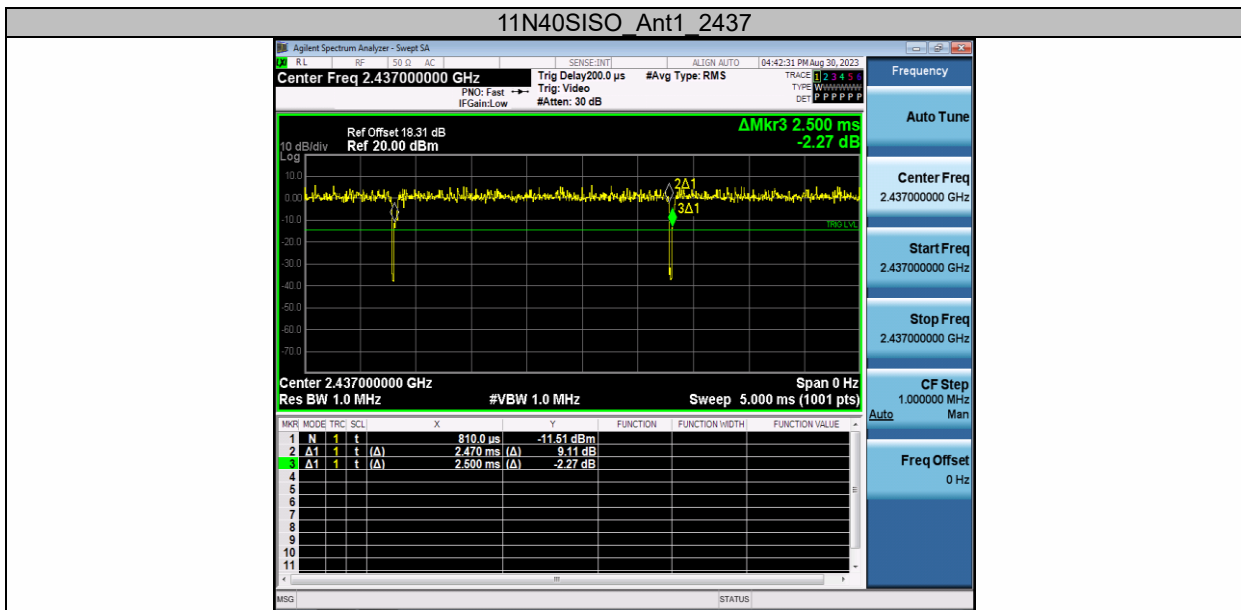 11N40SISO_Ant1_2437
Agilent Spectrum Analyzer - Swept SA
RL RF 50 Ω AC SENSE:INT ALIGN AUTO 04:42:31 PM Aug 30, 2023
Center Freq 2.437000000 GHz Trig Delay200.0 µs #Avg Type: RMS TRACE 1 2 3 4 5 6
PNO: Fast Trig: Video TYPE WWWWWW
IFGain:Low #Atten: 30 dB DET P P P P P P
Frequency
Auto Tune
Center Freq
2.437000000 GHz
Start Freq
2.437000000 GHz
Stop Freq
2.437000000 GHz
CF Step
1.000000 MHz
Auto Man
Freq Offset
0 Hz
ΔMkr3 2.500 ms
-2.27 dB
Ref Offset 18.31 dB
10 dB/div Ref 20.00 dBm
Log
10.0
0.00
-10.0
-20.0
-30.0
-40.0
-50.0
-60.0
-70.0
1
2Δ1
3Δ1
TRIG LVL
Center 2.437000000 GHz Span 0 Hz
Res BW 1.0 MHz #VBW 1.0 MHz Sweep 5.000 ms (1001 pts)
MKR MODE TRC SCL X Y FUNCTION FUNCTION WIDTH FUNCTION VALUE
1 N 1 t 810.0 µs -11.51 dBm
2 Δ1 1 t (Δ) 2.470 ms (Δ) 9.11 dB
3 Δ1 1 t (Δ) 2.500 ms (Δ) -2.27 dB
4
5
6
7
8
9
10
11
MSG STATUS